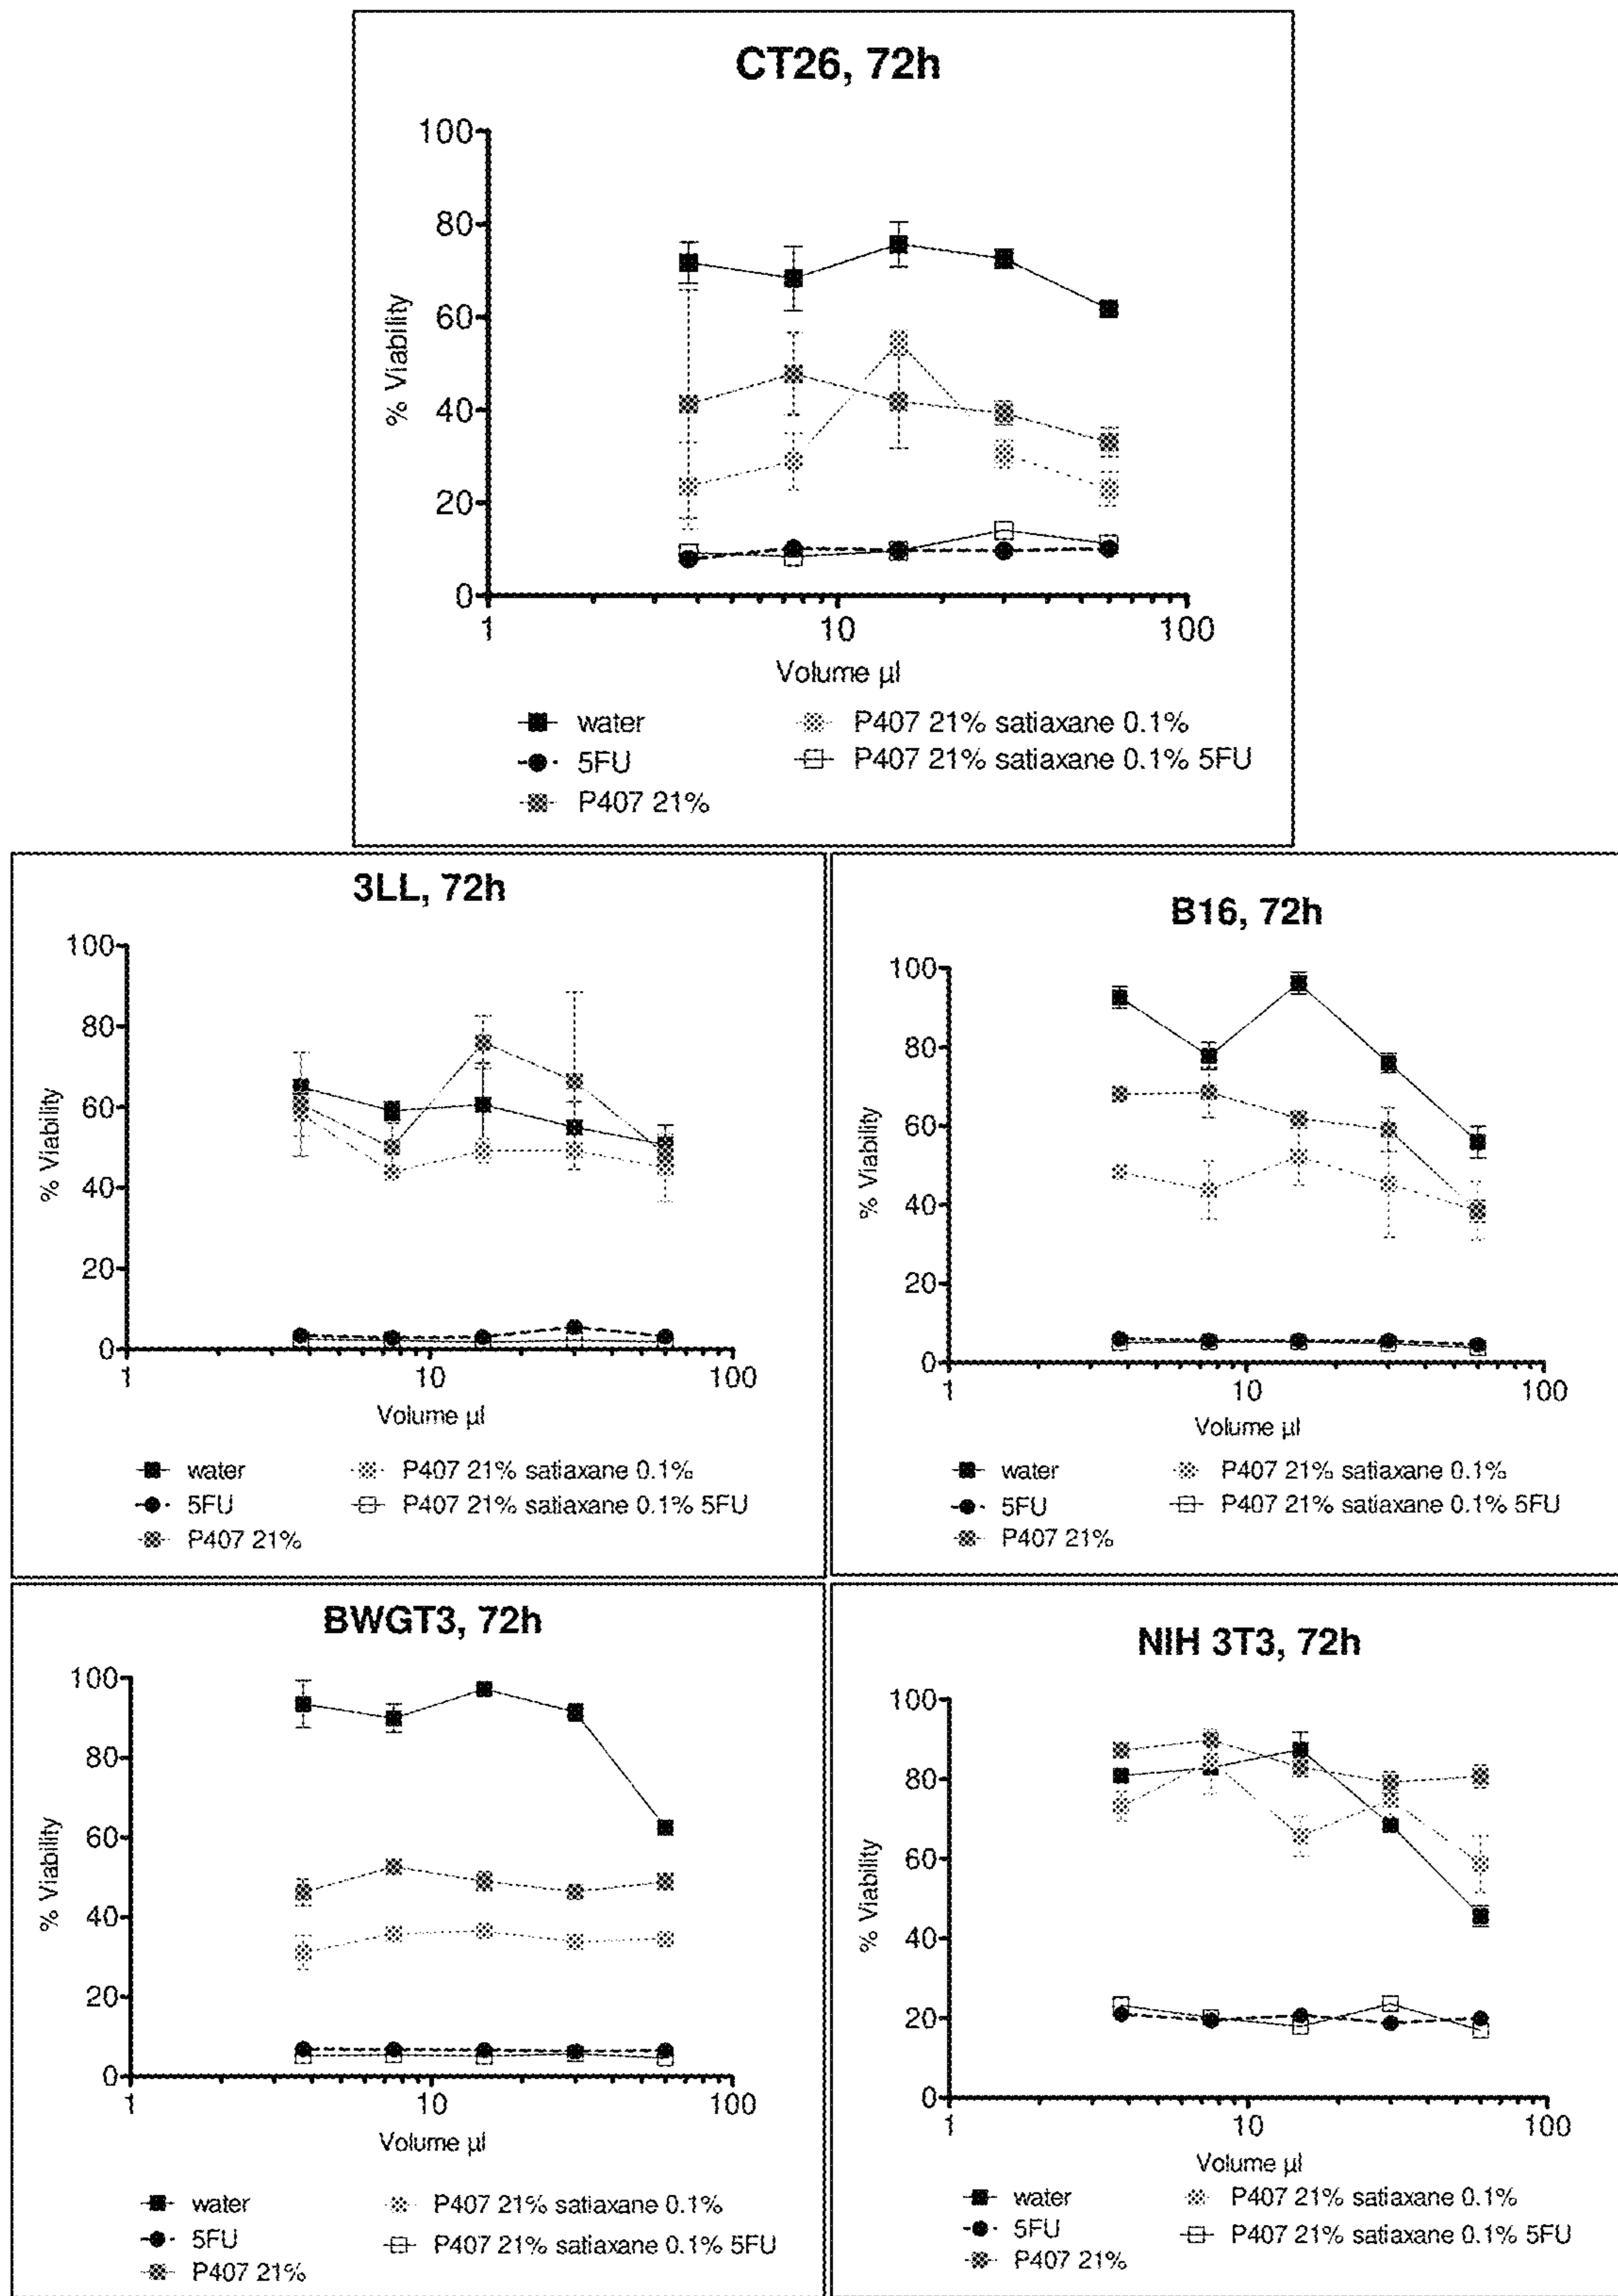 CT26, 72h
100
80
60
40
20
0
% Viability
1 10 100
Volume µl
water P407 21% satiaxane 0.1%
5FU P407 21% satiaxane 0.1% 5FU
P407 21%
3LL, 72h
100
80
60
40
20
0
% Viability
1 10 100
Volume µl
water P407 21% satiaxane 0.1%
5FU P407 21% satiaxane 0.1% 5FU
P407 21%
B16, 72h
100
80
60
40
20
0
% Viability
1 10 100
Volume µl
water P407 21% satiaxane 0.1%
5FU P407 21% satiaxane 0.1% 5FU
P407 21%
BWGT3, 72h
100
80
60
40
20
0
% Viability
1 10 100
Volume µl
water P407 21% satiaxane 0.1%
5FU P407 21% satiaxane 0.1% 5FU
P407 21%
NIH 3T3, 72h
100
80
60
40
20
0
% Viability
1 10 100
Volume µl
water P407 21% satiaxane 0.1%
5FU P407 21% satiaxane 0.1% 5FU
P407 21%